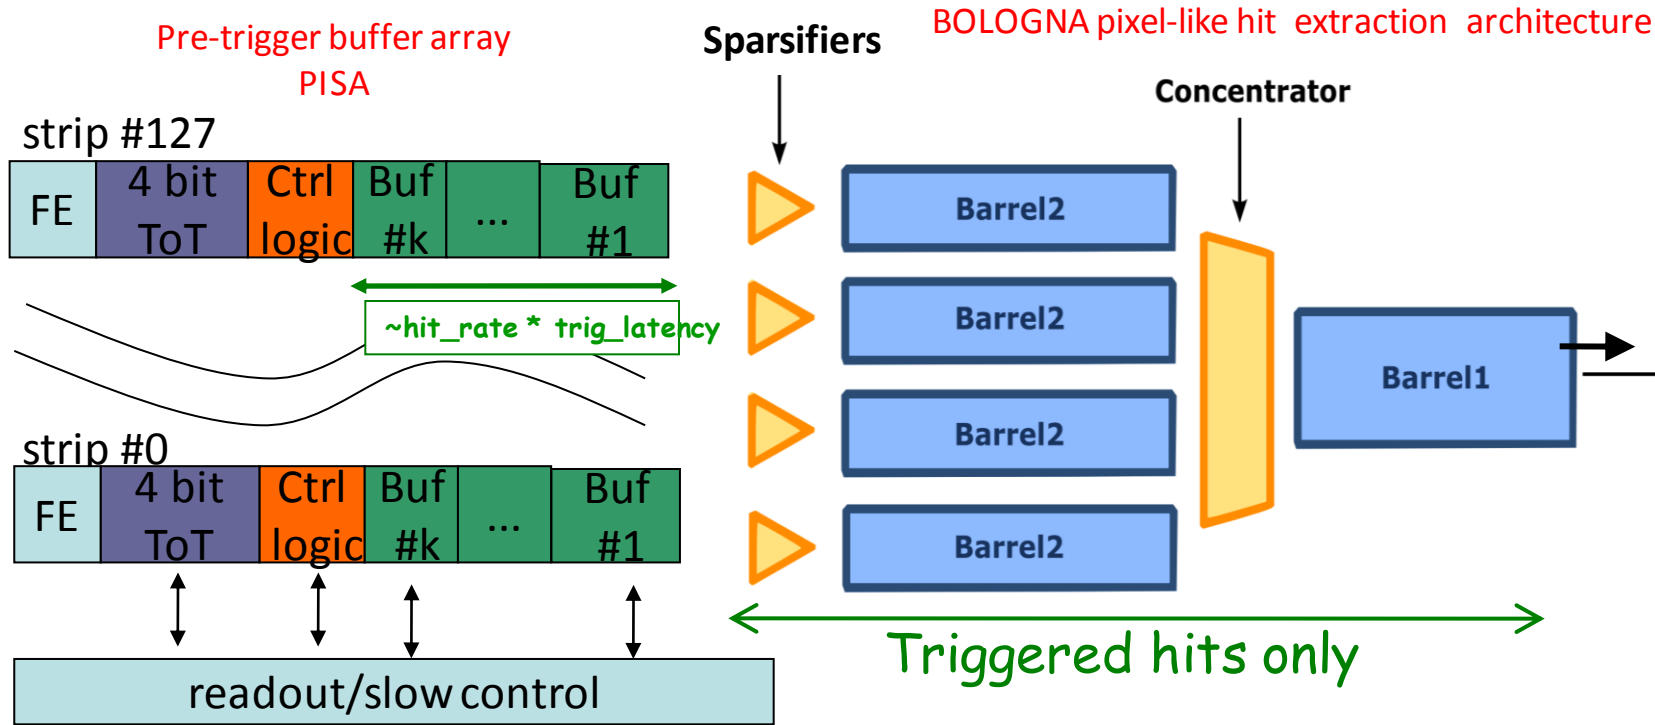 Pre-trigger buffer array
PISA
Sparsifiers
BOLOGNA pixel-like hit extraction architecture
Concentrator
strip #127
FE
4 bit
ToT
Ctrl
logic
Buf
#k
...
Buf
#1
~hit_rate * trig_latency
strip #0
FE
4 bit
ToT
Ctrl
logic
Buf
#k
...
Buf
#1
readout/slow control
Barrel2
Barrel2
Barrel2
Barrel2
Barrel1
Triggered hits only